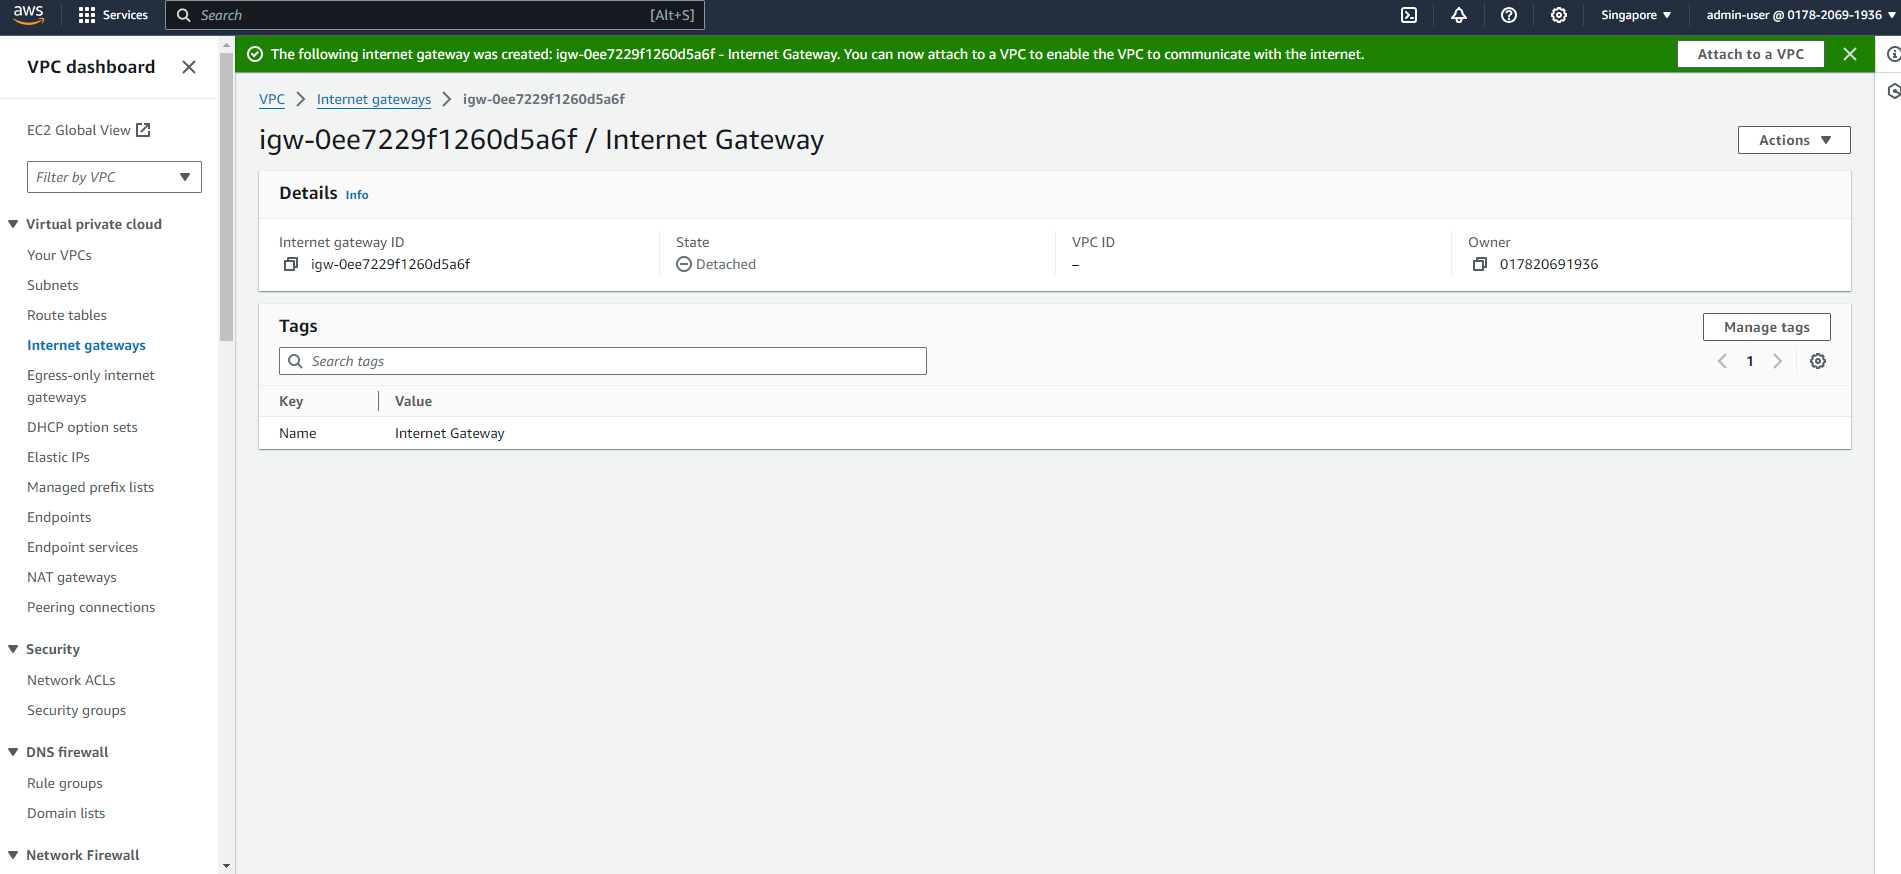 aws
Services
Search
[Alt+S]
Singapore
admin-user @ 0178-2069-1936
VPC dashboard
EC2 Global View
Filter by VPC
Virtual private cloud
Your VPCs
Subnets
Route tables
Internet gateways
Egress-only internet
gateways
DHCP option sets
Elastic IPs
Managed prefix lists
Endpoints
Endpoint services
NAT gateways
Peering connections
Security
Network ACLs
Security groups
DNS firewall
Rule groups
Domain lists
Network Firewall
The following internet gateway was created: igw-0ee7229f1260d5a6f - Internet Gateway. You can now attach to a VPC to enable the VPC to communicate with the internet.
Attach to a VPC
VPC
Internet gateways
igw-0ee7229f1260d5a6f
igw-0ee7229f1260d5a6f / Internet Gateway
Actions
Details Info
Internet gateway ID
igw-0ee7229f1260d5a6f
State
Detached
VPC ID
–
Owner
017820691936
Tags
Manage tags
Search tags
1
Key
Value
Name
Internet Gateway